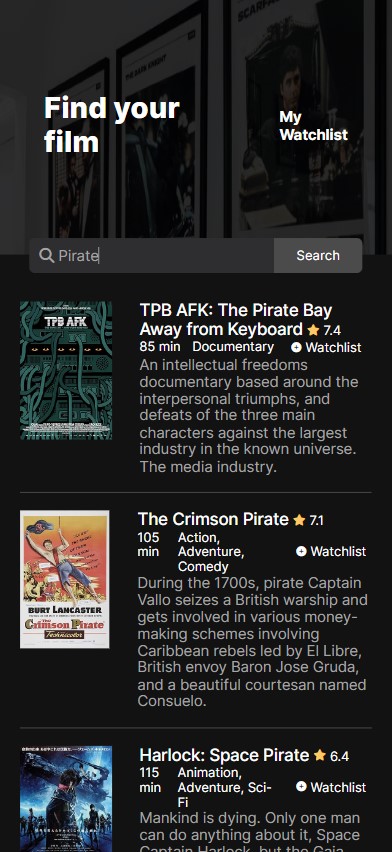 SCARFACE
THE DARK KNIGHT
Find your
film
My
Watchlist
Pirate
Search
TPB AFK
TPB AFK: The Pirate Bay
Away from Keyboard 7.4
85 min Documentary Watchlist
An intellectual freedoms
documentary based around the
interpersonal triumphs, and
defeats of the three main
characters against the largest
industry in the known universe.
The media industry.
BURT LANCASTER
The
Crimson Pirate
Technicolor
The Crimson Pirate 7.1
105
min
Action,
Adventure,
Comedy
Watchlist
During the 1700s, pirate Captain
Vallo seizes a British warship and
gets involved in various money-
making schemes involving
Caribbean rebels led by El Libre,
British envoy Baron Jose Gruda,
and a beautiful courtesan named
Consuelo.
Harlock: Space Pirate 6.4
115
min
Animation,
Adventure, Sci-
Fi
Watchlist
Mankind is dying. Only one man
can do anything about it, Space
Captain Harlock, but the Gaia